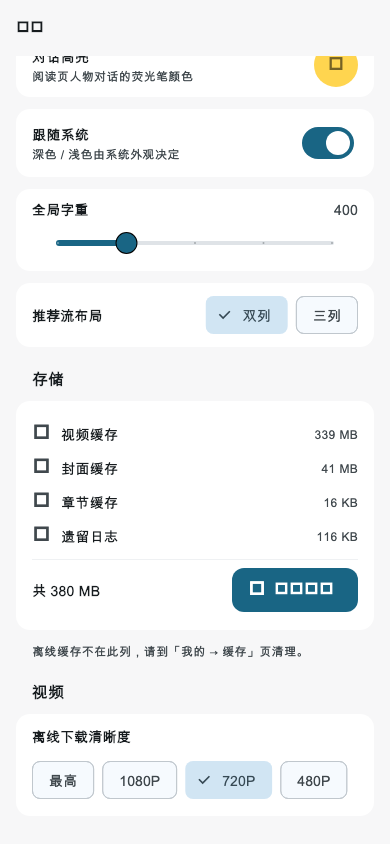 对话高亮
阅读页人物对话的荧光笔颜色
跟随系统
深色 / 浅色由系统外观决定
全局字重 400
推荐流布局 双列 三列
存储
视频缓存 339 MB
封面缓存 41 MB
章节缓存 16 KB
遗留日志 116 KB
共 380 MB
离线缓存不在此列，请到「我的 → 缓存」页清理。
视频
离线下载清晰度
最高 1080P 720P 480P